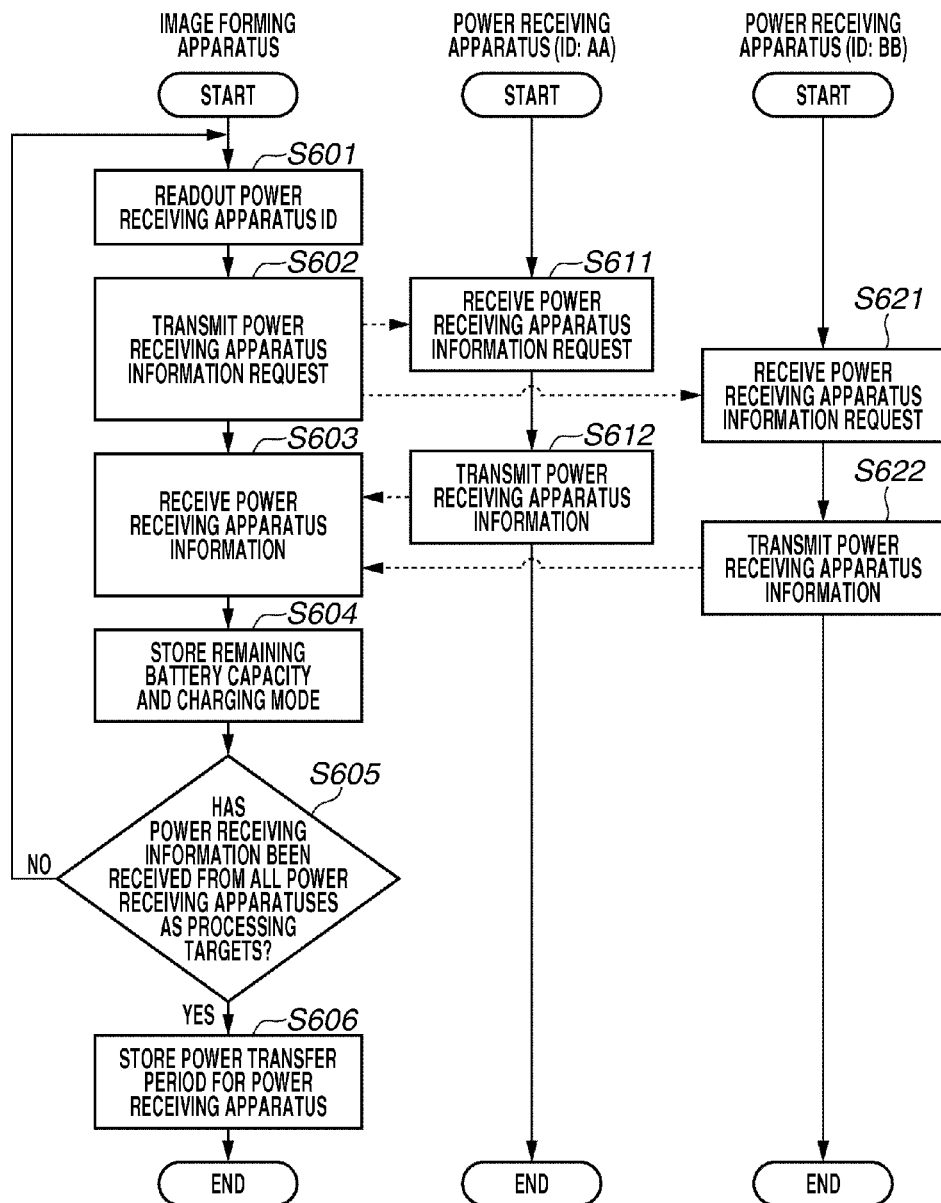 IMAGE FORMING
APPARATUS
POWER RECEIVING
APPARATUS (ID: AA)
POWER RECEIVING
APPARATUS (ID: BB)
START
START
START
S601
READOUT POWER
RECEIVING APPARATUS ID
S602
TRANSMIT POWER
RECEIVING APPARATUS
INFORMATION REQUEST
S611
RECEIVE POWER
RECEIVING APPARATUS
INFORMATION REQUEST
S621
RECEIVE POWER
RECEIVING APPARATUS
INFORMATION REQUEST
S603
RECEIVE POWER
RECEIVING APPARATUS
INFORMATION
S612
TRANSMIT POWER
RECEIVING APPARATUS
INFORMATION
S622
TRANSMIT POWER
RECEIVING APPARATUS
INFORMATION
S604
STORE REMAINING
BATTERY CAPACITY
AND CHARGING MODE
S605
HAS
POWER RECEIVING
INFORMATION BEEN
RECEIVED FROM ALL POWER
RECEIVING APPARATUSES
AS PROCESSING
TARGETS?
NO
YES
S606
STORE POWER TRANSFER
PERIOD FOR POWER
RECEIVING APPARATUS
END
END
END